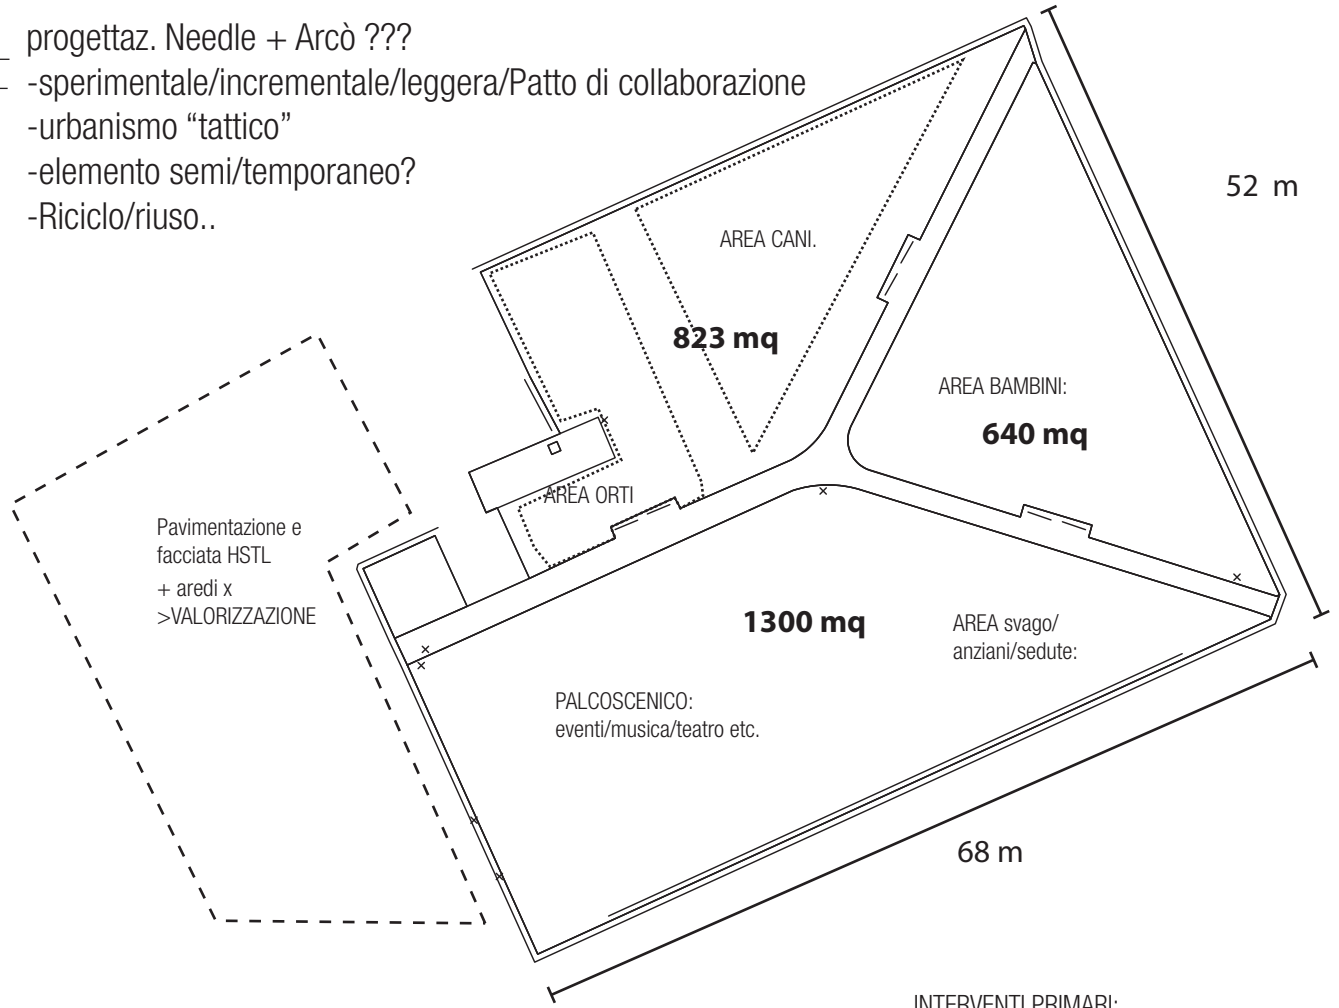 progettaz. Needle + Arcò ???
-sperimentale/incrementale/leggera/Patto di collaborazione
-urbanismo “tattico”
-elemento semi/temporaneo?
-Riciclo/riuso..
52 m
AREA CANI.
823 mq
AREA BAMBINI:
640 mq
AREA ORTI
Pavimentazione e
facciata HSTL
+ aredi x
>VALORIZZAZIONE
1300 mq
AREA svago/
anziani/sedute:
PALCOSCENICO:
eventi/musica/teatro etc.
68 m
INTERVENTI PRIMARI: